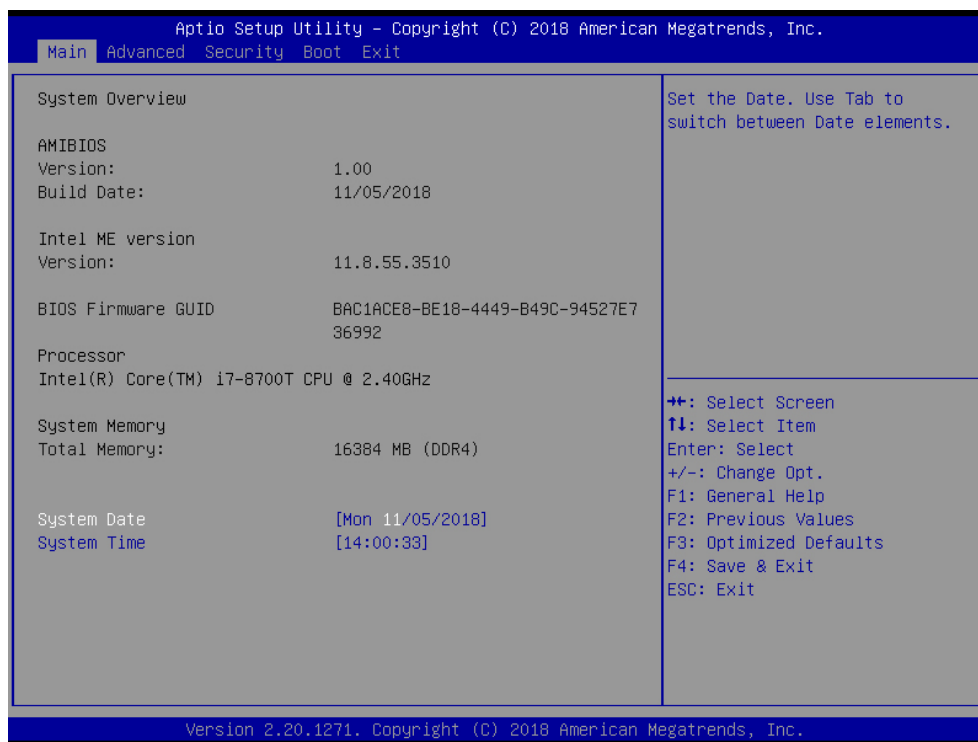 Aptio Setup Utility – Copyright (C) 2018 American Megatrends, Inc.
Main Advanced Security Boot Exit
System Overview
AMIBIOS
Version: 1.00
Build Date: 11/05/2018
Intel ME version
Version: 11.8.55.3510
BIOS Firmware GUID BAC1ACE8-BE18-4449-B49C-94527E7
36992
Processor
Intel(R) Core(TM) i7-8700T CPU @ 2.40GHz
System Memory
Total Memory: 16384 MB (DDR4)
System Date [Mon 11/05/2018]
System Time [14:00:33]
Set the Date. Use Tab to
switch between Date elements.
→←: Select Screen
↑↓: Select Item
Enter: Select
+/-: Change Opt.
F1: General Help
F2: Previous Values
F3: Optimized Defaults
F4: Save & Exit
ESC: Exit
Version 2.20.1271. Copyright (C) 2018 American Megatrends, Inc.